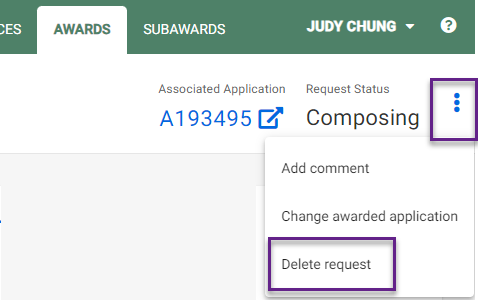 CES AWARDS SUBAWARDS JUDY CHUNG ?
Associated Application Request Status
A193495 Composing
Add comment
Change awarded application
Delete request